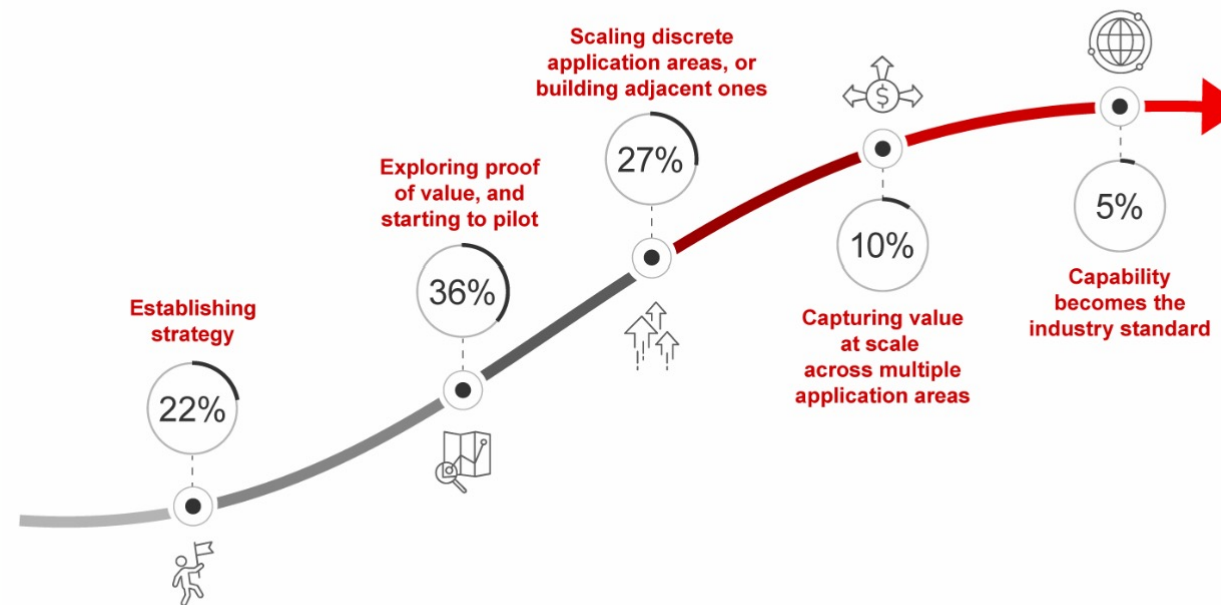 Establishing
strategy
22%
Exploring proof
of value, and
starting to pilot
36%
Scaling discrete
application areas, or
building adjacent ones
27%
$
10%
Capturing value
at scale
across multiple
application areas
5%
Capability
becomes the
industry standard